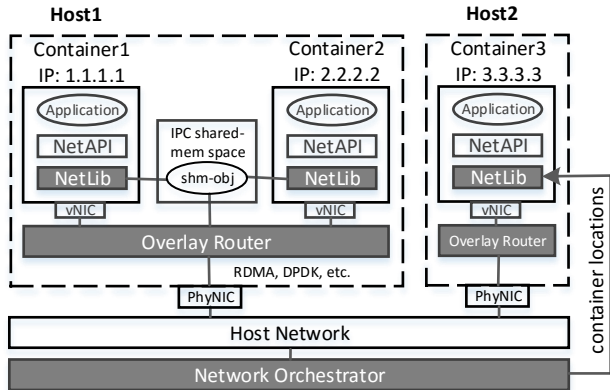 Host1
Host2
Container1
IP: 1.1.1.1
Container2
IP: 2.2.2.2
Container3
IP: 3.3.3.3
Application
IPC shared-
mem space
Application
Application
NetAPI
NetAPI
NetAPI
NetLib
shm-obj
NetLib
NetLib
vNIC
vNIC
vNIC
Overlay Router
Overlay Router
RDMA, DPDK, etc.
PhyNIC
PhyNIC
container locations
Host Network
Network Orchestrator